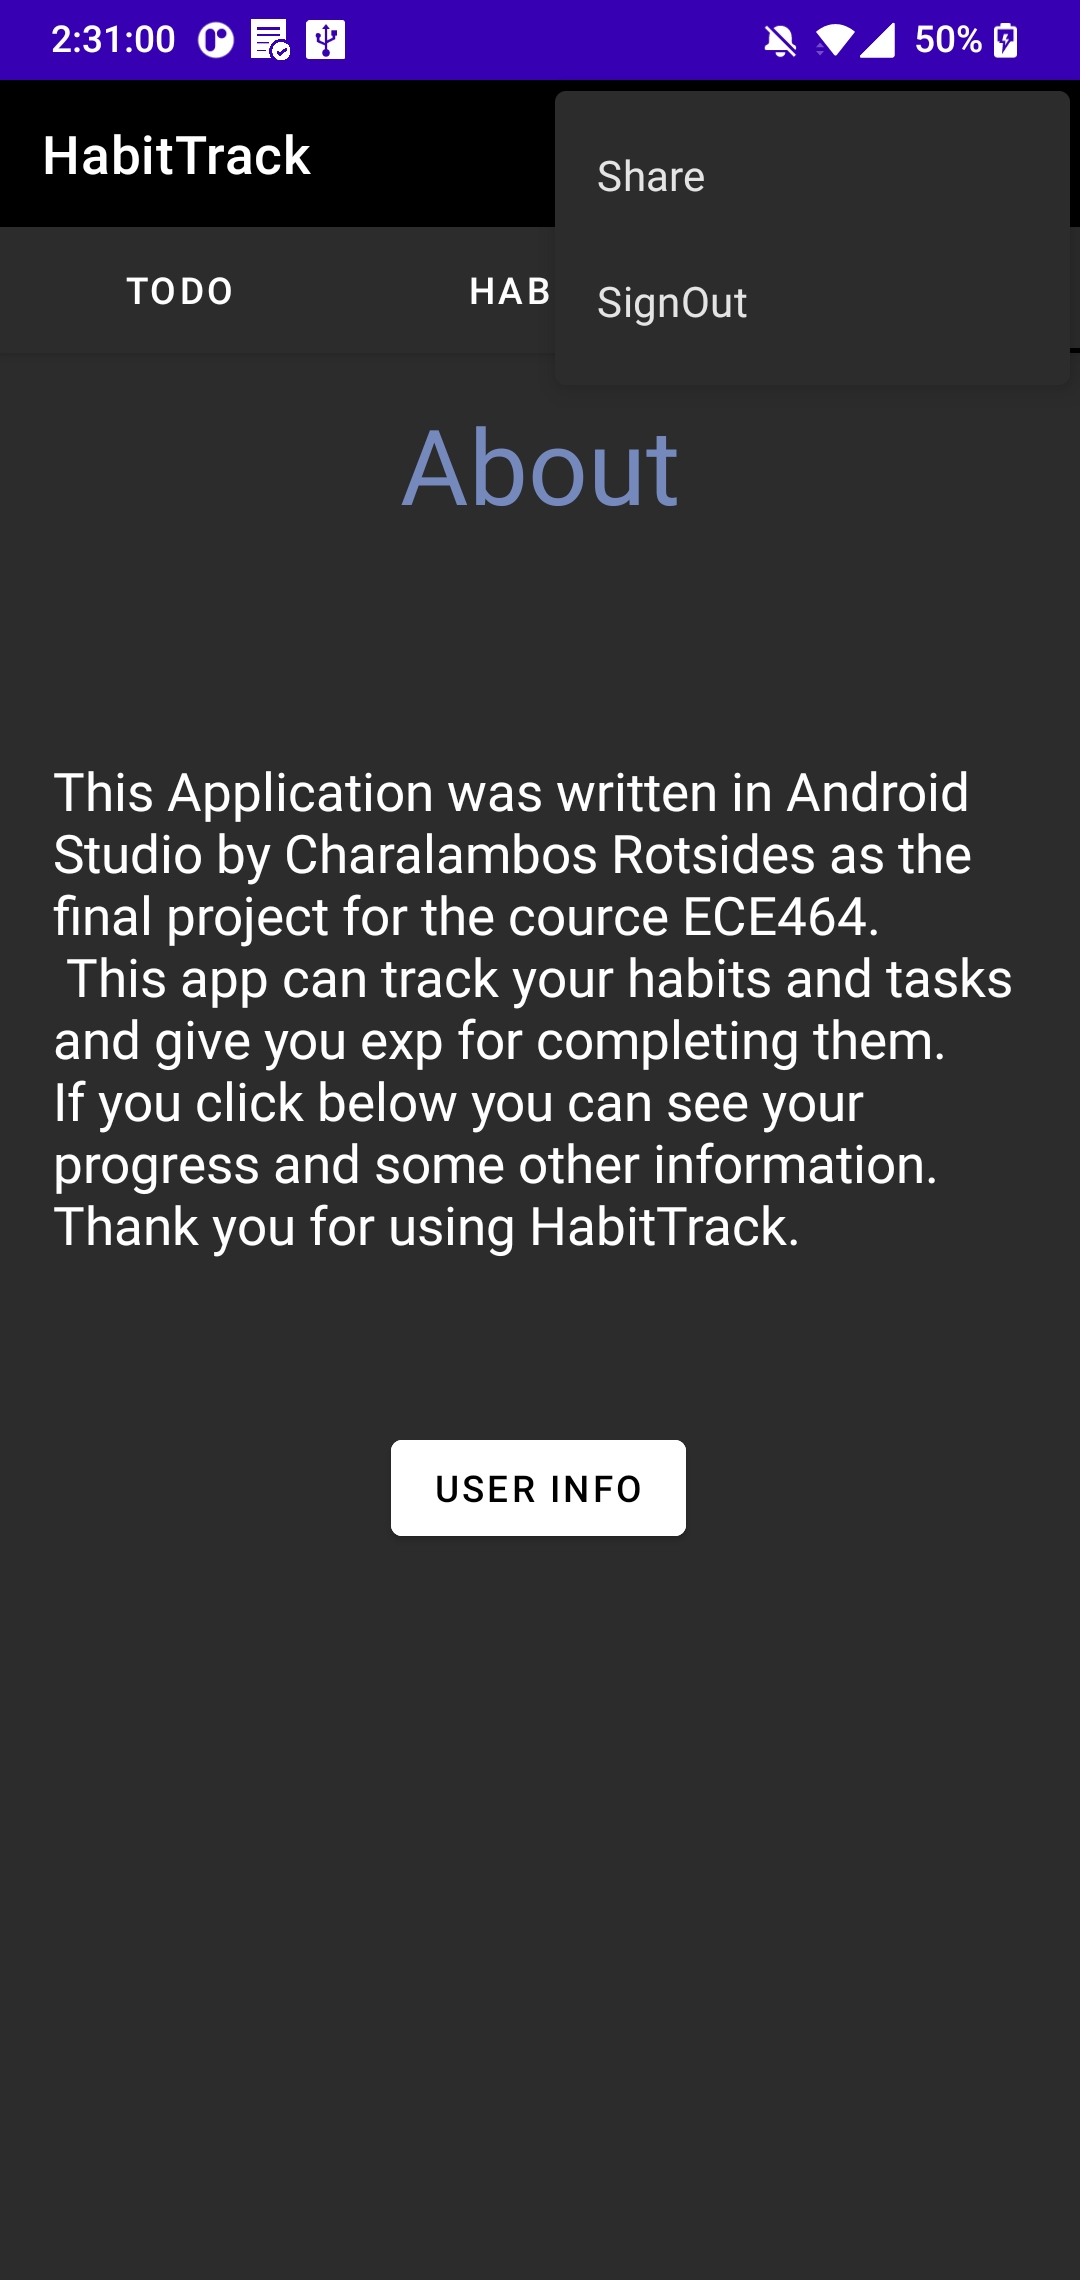 2:31:00
50%
HabitTrack
Share
SignOut
TODO
HAB
About
This Application was written in Android
Studio by Charalambos Rotsides as the
final project for the cource ECE464.
This app can track your habits and tasks
and give you exp for completing them.
If you click below you can see your
progress and some other information.
Thank you for using HabitTrack.
USER INFO